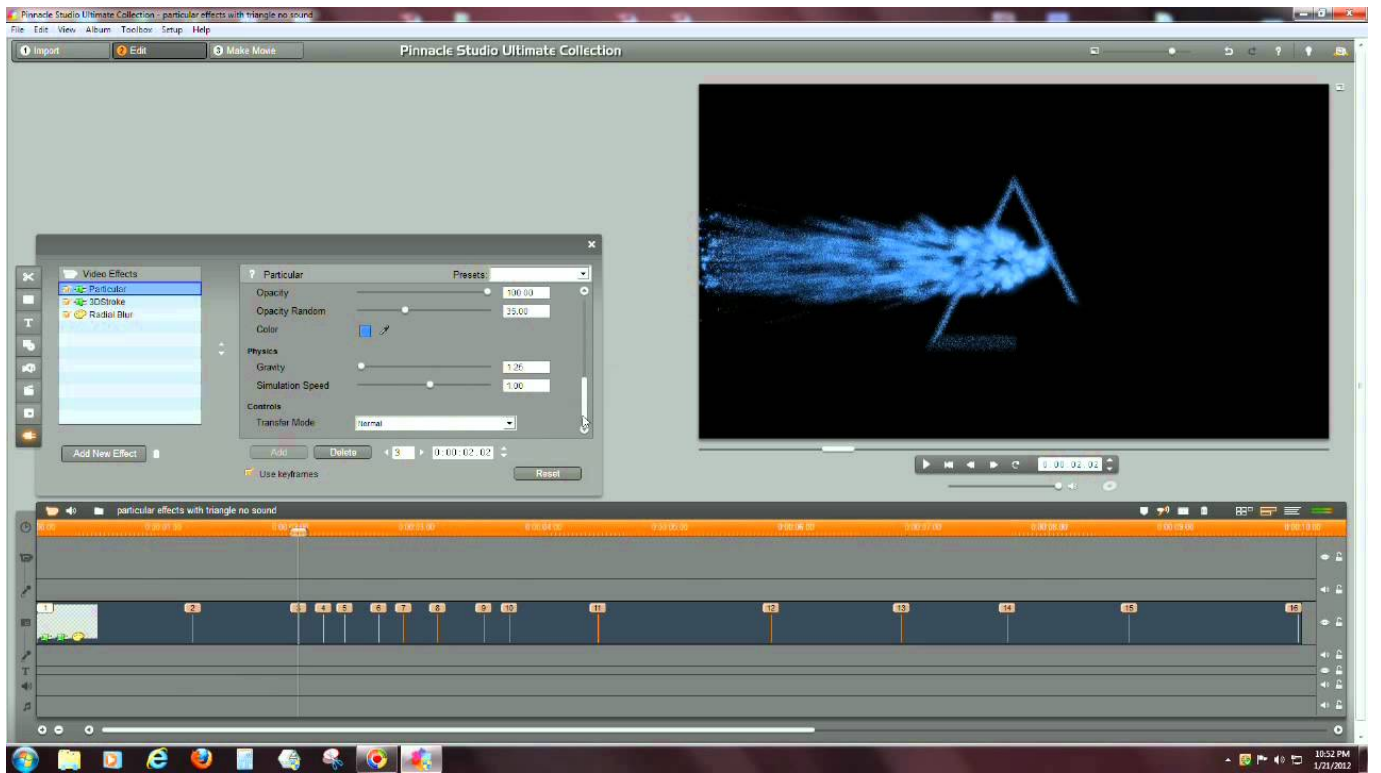 Pinnacle Studio Ultimate Collection - particular effects with triangle no sound
File Edit View Album Toolbox Setup Help
1 Import 2 Edit 3 Make Movie Pinnacle Studio Ultimate Collection
Video Effects
Particular
3DStroke
Radial Blur
Add New Effect
Particular Presets:
Opacity 100.00
Opacity Random 35.00
Color
Physics
Gravity 1.25
Simulation Speed 1.00
Controls
Transfer Mode Normal
Add Delete 3 0:00:02.02
Use keyframes Reset
0:00:02.02
particular effects with triangle no sound
1 2 3 4 5 6 7 8 9 10 11 12 13 14 15 16
T
10:52 PM
1/21/2012